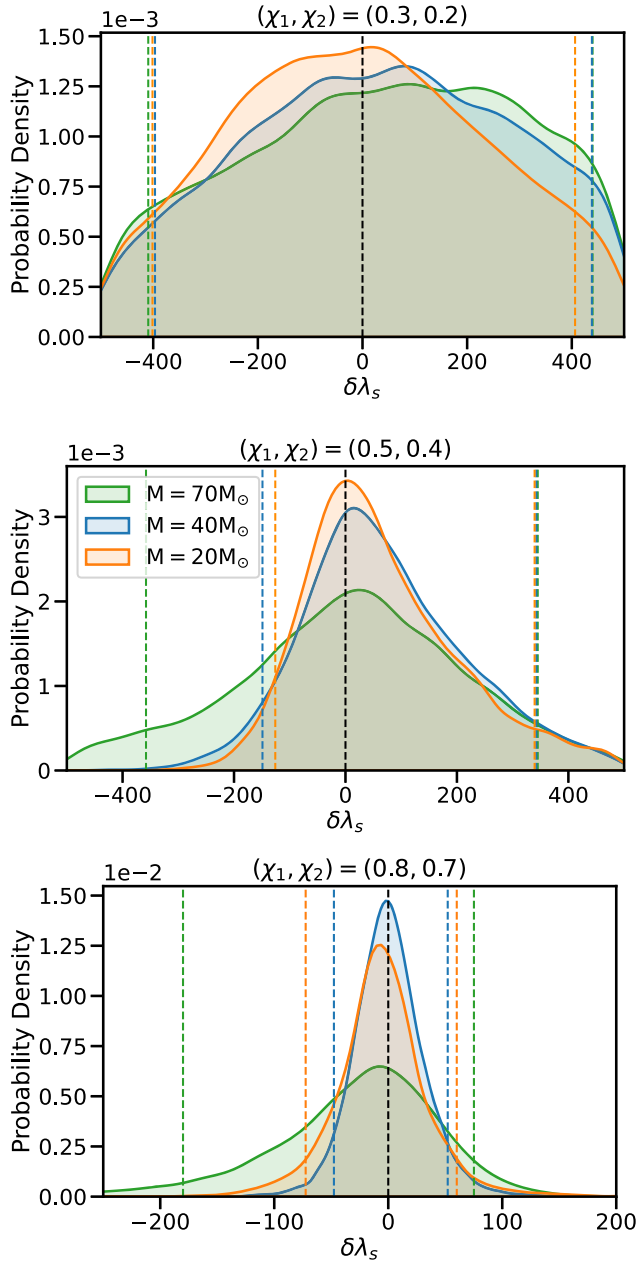 1e−3
(χ₁, χ₂) = (0.3, 0.2)
1.50
1.25
1.00
0.75
0.50
0.25
0.00
Probability Density
−400 −200 0 200 400
δλₛ
1e−3
(χ₁, χ₂) = (0.5, 0.4)
M = 70M☉
M = 40M☉
M = 20M☉
3
2
1
0
Probability Density
−400 −200 0 200 400
δλₛ
1e−2
(χ₁, χ₂) = (0.8, 0.7)
1.50
1.25
1.00
0.75
0.50
0.25
0.00
Probability Density
−200 −100 0 100 200
δλₛ